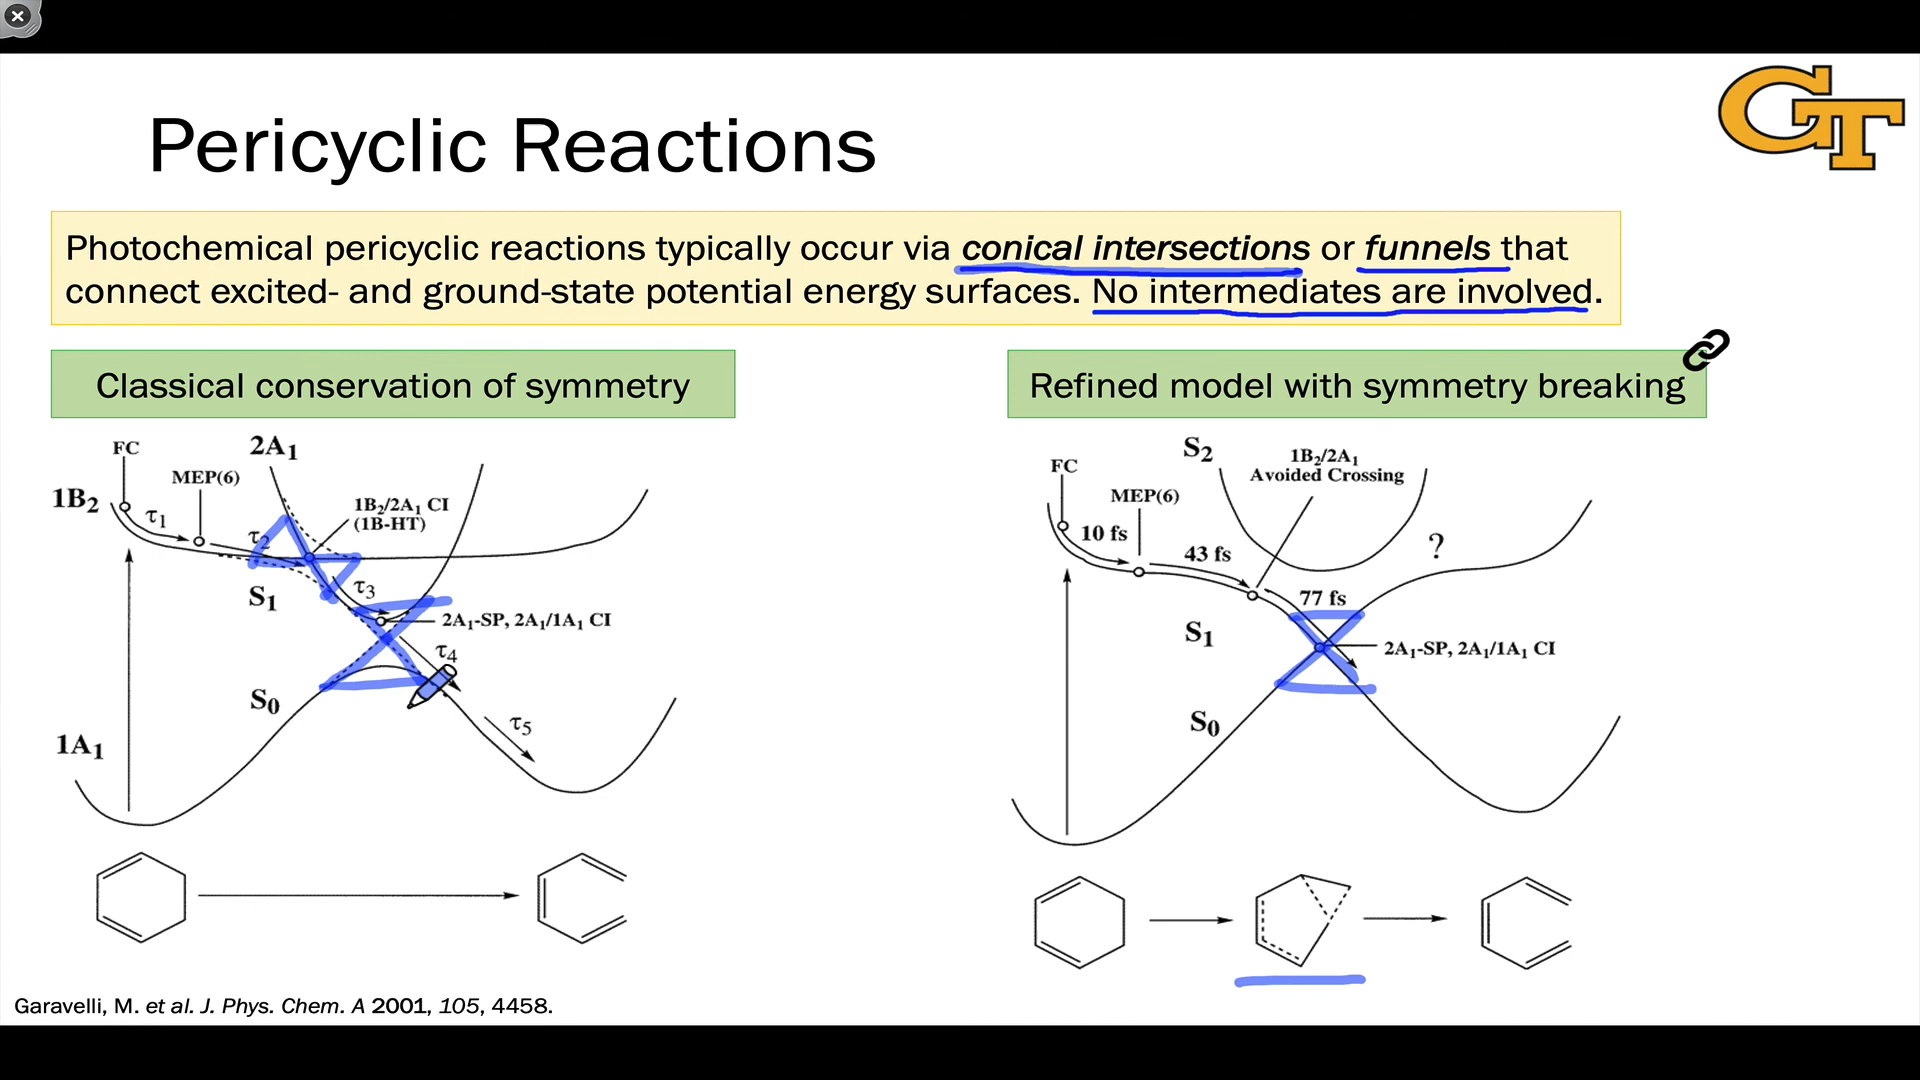 GT
Pericyclic Reactions
Photochemical pericyclic reactions typically occur via conical intersections or funnels that
connect excited- and ground-state potential energy surfaces. No intermediates are involved.
Classical conservation of symmetry
FC
2A1
MEP(6)
1B2
τ1
1B2/2A1 CI
(1B-HT)
τ2
S1
τ3
2A1-SP, 2A1/1A1 CI
τ4
S0
τ5
1A1
Refined model with symmetry breaking
S2
1B2/2A1
Avoided Crossing
FC
MEP(6)
10 fs
43 fs
?
77 fs
S1
2A1-SP, 2A1/1A1 CI
S0
Garavelli, M. et al. J. Phys. Chem. A 2001, 105, 4458.